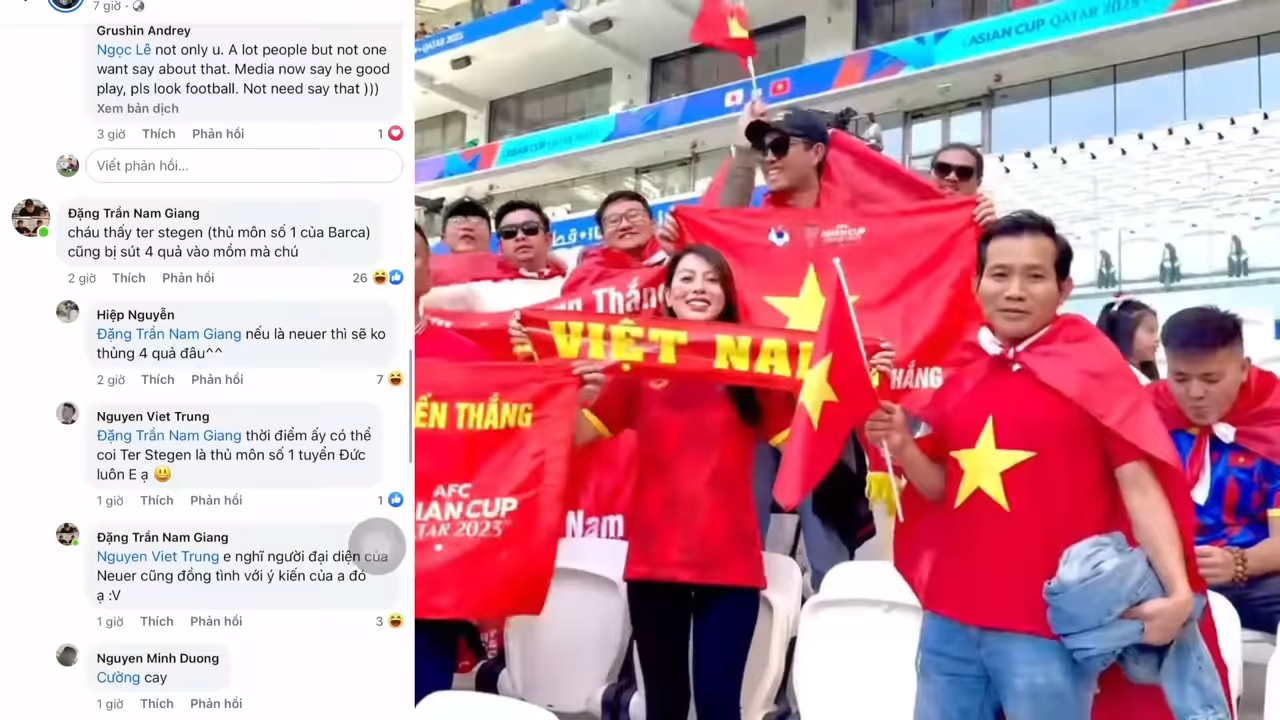 7 giờ ·
Grushin Andrey
Ngọc Lê not only u. A lot people but not one
want say about that. Media now say he good
play, pls look football. Not need say that )))
Xem bản dịch
3 giờ Thích Phản hồi 1
Viết phản hồi...
Đặng Trần Nam Giang
cháu thấy ter stegen (thủ môn số 1 của Barca)
cũng bị sút 4 quả vào mồm mà chú
2 giờ Thích Phản hồi 26
Hiệp Nguyễn
Đặng Trần Nam Giang nếu là neuer thì sẽ ko
thủng 4 quả đâu^^
2 giờ Thích Phản hồi 7
Nguyen Viet Trung
Đặng Trần Nam Giang thời điểm ấy có thể
coi Ter Stegen là thủ môn số 1 tuyển Đức
luôn E ạ 😃
1 giờ Thích Phản hồi 1
Đặng Trần Nam Giang
Nguyen Viet Trung e nghĩ người đại diện của
Neuer cũng đồng tình với ý kiến của a đó
ạ :V
1 giờ Thích Phản hồi 3
Nguyen Minh Duong
Cường cay
1 giờ Thích Phản hồi
QATAR 2023
ASIAN CUP QATAR 2023
ASIAN CUP
ASIAN CUP
Thắng
VIỆT NA
HẮNG
ẾN THẮNG
AFC
IAN CUP
TAR 2023
Nam